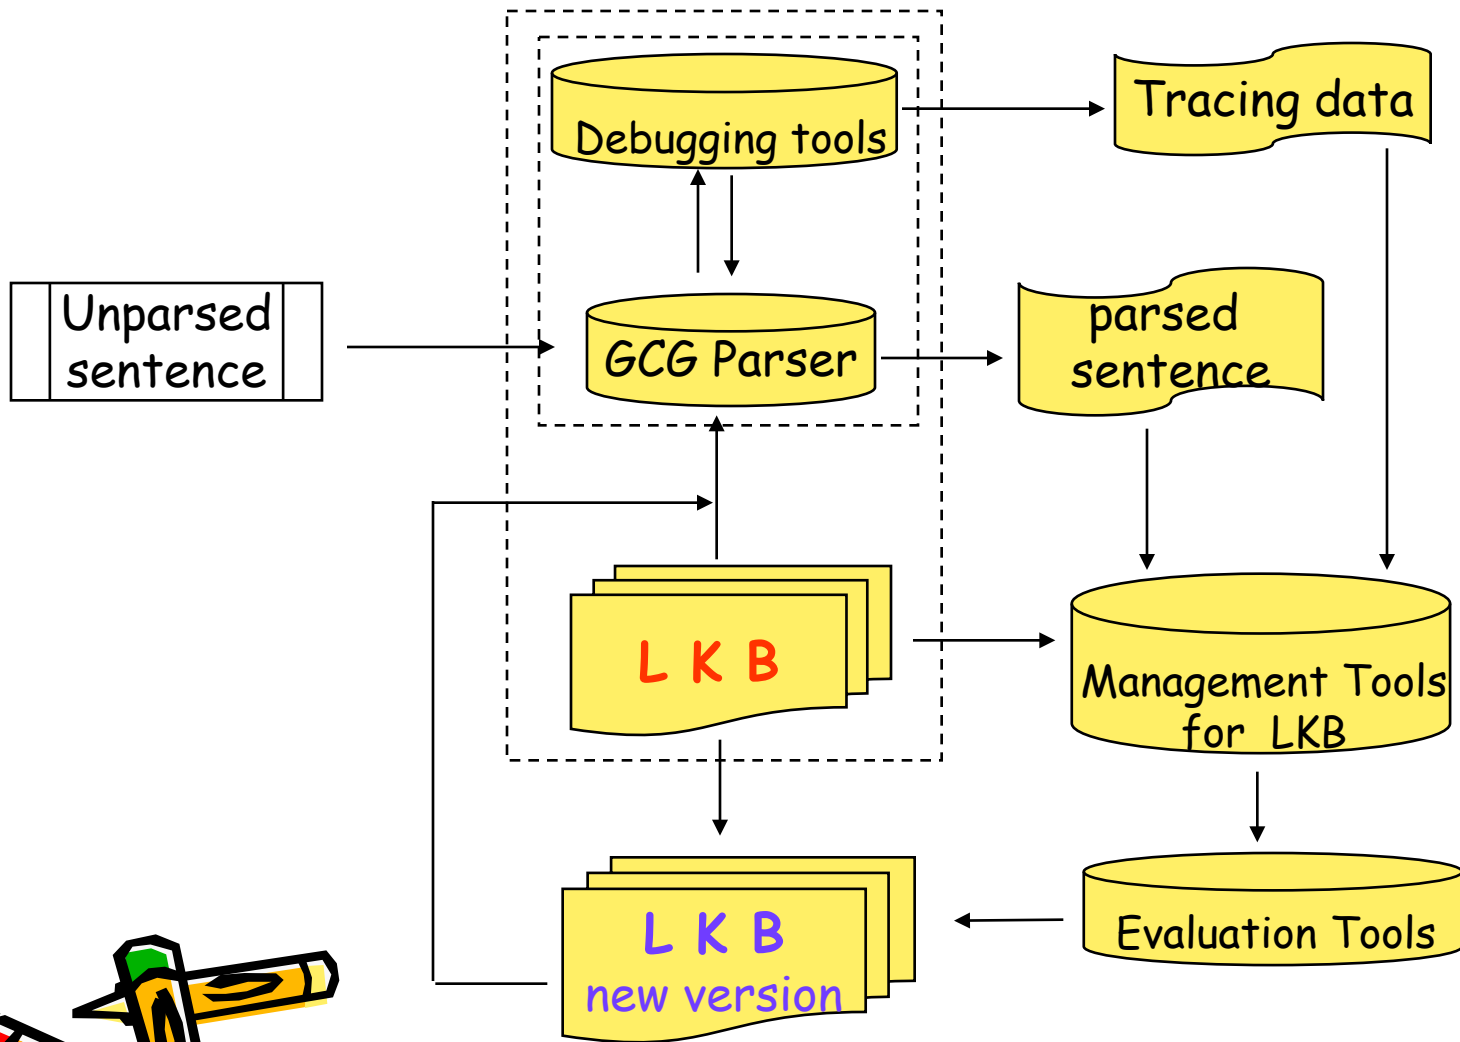 Debugging tools
Tracing data
Unparsed
sentence
GCG Parser
parsed
sentence
L K B
Management Tools
for LKB
L K B
new version
Evaluation Tools